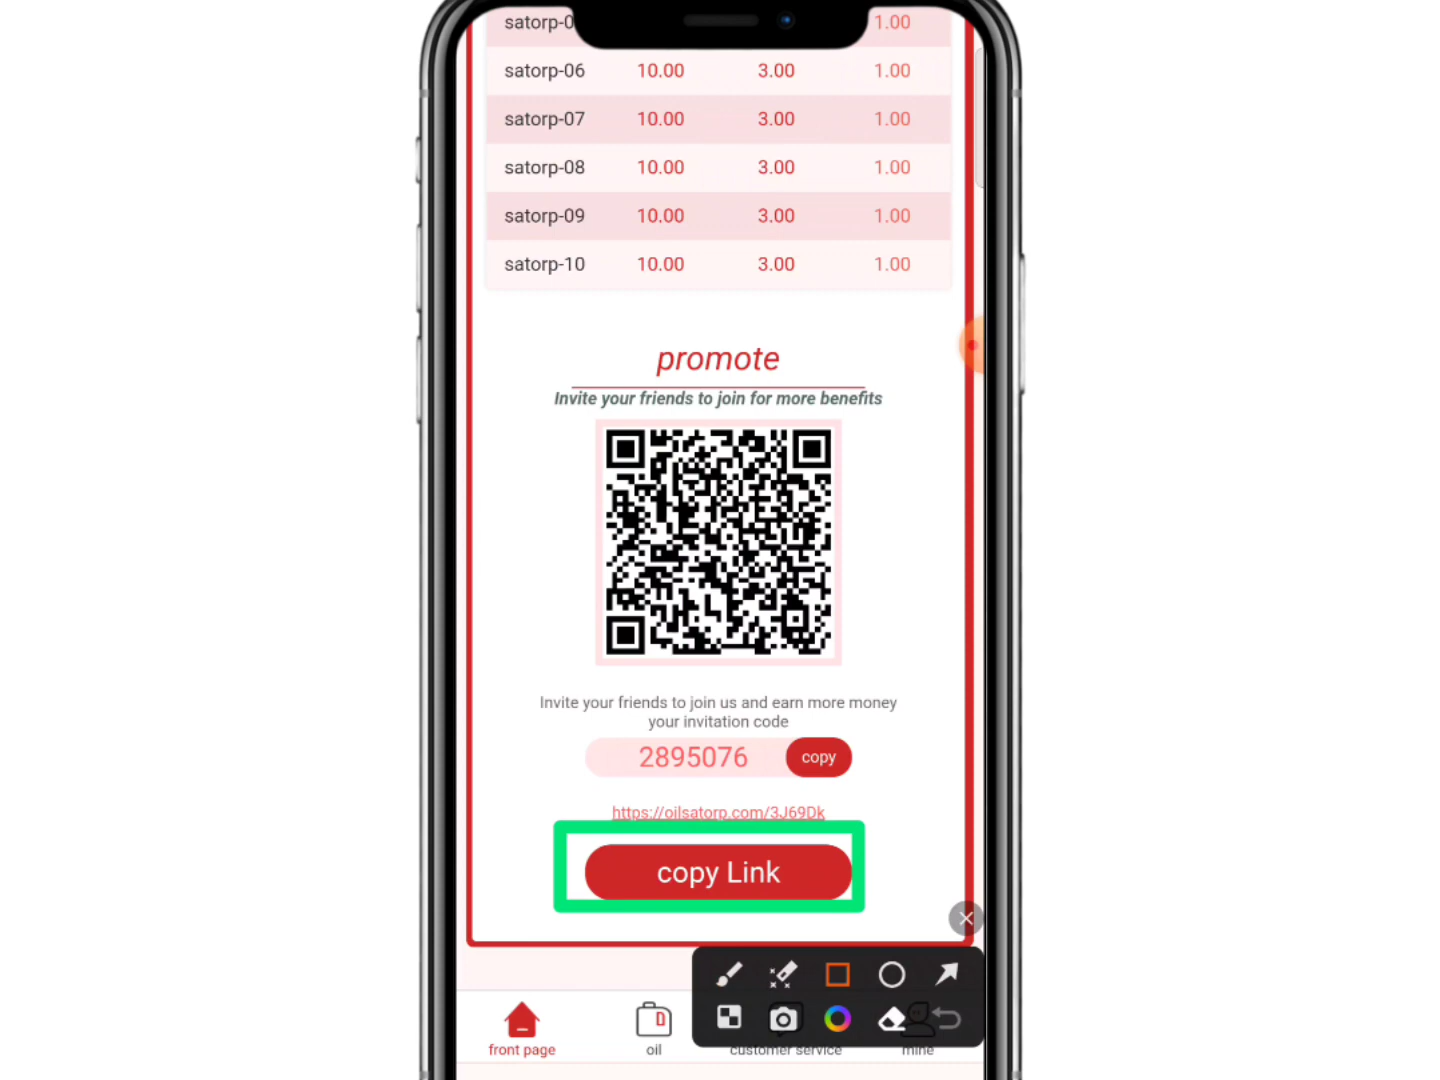 satorp-0 1.00
satorp-06 10.00 3.00 1.00
satorp-07 10.00 3.00 1.00
satorp-08 10.00 3.00 1.00
satorp-09 10.00 3.00 1.00
satorp-10 10.00 3.00 1.00
promote
Invite your friends to join for more benefits
Invite your friends to join us and earn more money
your invitation code
2895076 copy
https://oilsatorp.com/3J69Dk
copy Link
front page oil customer service mine